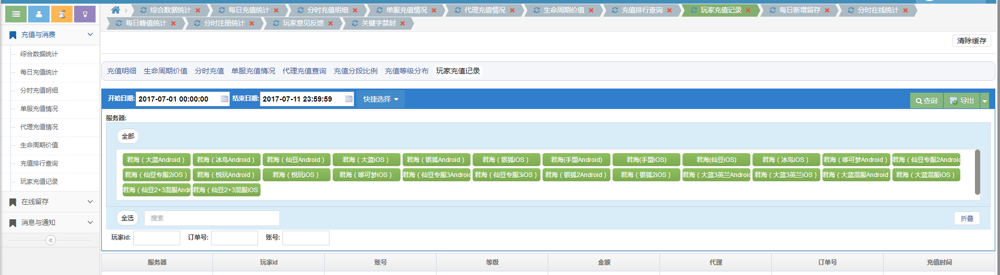 综合数据统计 每日充值统计 分时充值明细 单服充值情况 代理充值情况 生命周期价值 充值排行查询 玩家充值记录 每日新增留存 分时在线统计
每日峰值统计 分时注册统计 玩家意见反馈 关键字禁封
充值与消费
综合数据统计
每日充值统计
分时充值明细
单服充值情况
代理充值情况
生命周期价值
充值排行查询
玩家充值记录
在线留存
消息与通知
清除缓存
充值明细 生命周期价值 分时充值 单服充值情况 代理充值查询 充值分段比例 充值等级分布 玩家充值记录
开始日期: 2017-07-01 00:00:00 结束日期: 2017-07-11 23:59:59 快捷选择 查询 导出
服务器:
全部
君海（大蓝Android） 君海（冰鸟Android） 君海（仙豆Android） 君海（大蓝iOS） 君海（银狐Android） 君海（银狐iOS） 君海(手盟Android) 君海(手盟iOS) 君海(仙豆iOS) 君海（冰鸟iOS） 君海（哆可梦Android） 君海（仙豆专服2Android
君海（仙豆专服2iOS） 君海（悦玩Android） 君海（悦玩iOS） 君海（哆可梦iOS） 君海（仙豆专服3Android 君海（仙豆专服3iOS） 君海（银狐2Android） 君海（银狐2iOS） 君海（大蓝3英兰Android 君海（大蓝3英兰iOS） 君海（大蓝混服Android 君海（大蓝混服iOS）
君海（仙豆2+3混服Andr 君海（仙豆2+3混服iOS
全选 搜索 折叠
玩家id: 订单号: 账号:
服务器 玩家id 账号 等级 金额 代理 订单号 充值时间